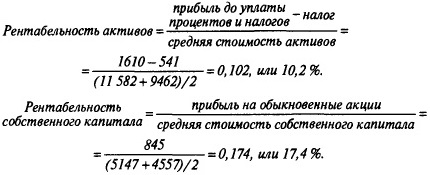 Рентабельность активов = (прибыль до уплаты процентов и налогов − налог) / средняя стоимость активов =
= (1610 − 541) / ((11 582 + 9462)/2) = 0,102, или 10,2 %.
Рентабельность собственного капитала = прибыль на обыкновенные акции / средняя стоимость собственного капитала =
= 845 / ((5147 + 4557)/2) = 0,174, или 17,4 %.